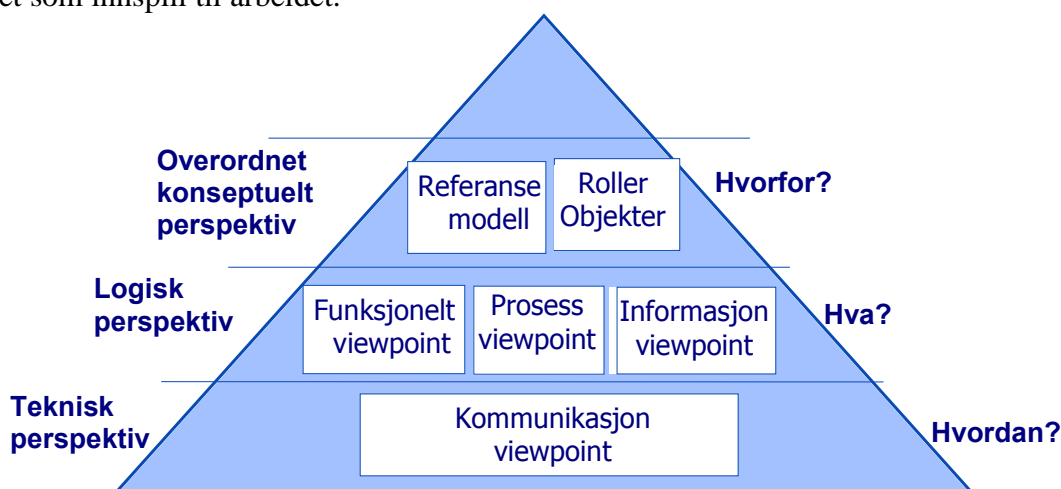 et som innspill til arbeidet.
Overordnet
konseptuelt
perspektiv
Referanse
modell
Roller
Objekter
Hvorfor?
Logisk
perspektiv
Funksjonelt
viewpoint
Prosess
viewpoint
Informasjon
viewpoint
Hva?
Teknisk
perspektiv
Kommunikasjon
viewpoint
Hvordan?